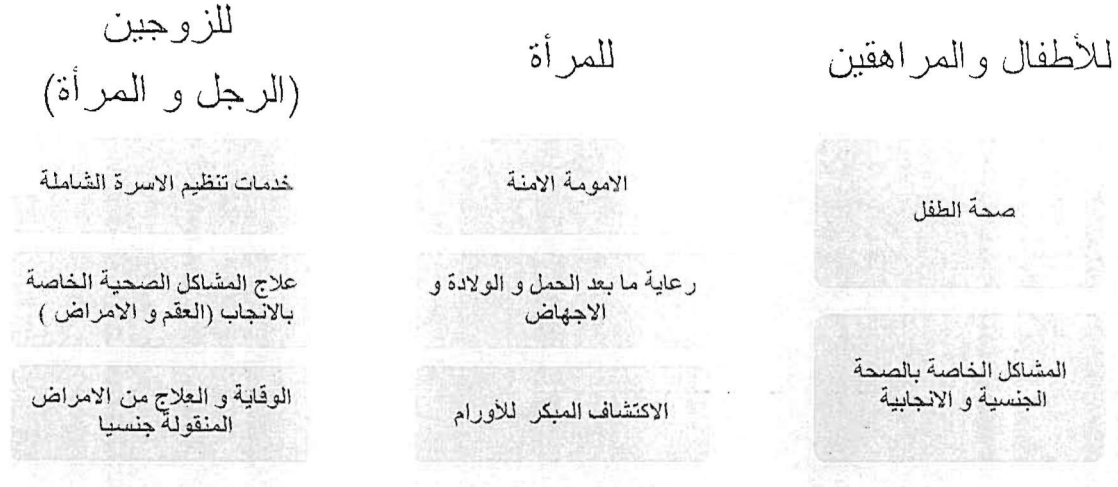 للأطفال والمراهقين
صحة الطفل
المشاكل الخاصة بالصحة
الجنسية و الانجابية
للمرأة
الامومة الامنة
رعاية ما بعد الحمل و الولادة و
الاجهاض
الاكتشاف المبكر للأورام
للزوجين
(الرجل و المرأة)
خدمات تنظيم الاسرة الشاملة
علاج المشاكل الصحية الخاصة
بالانجاب (العقم و الامراض )
الوقاية و العلاج من الامراض
المنقولة جنسيا